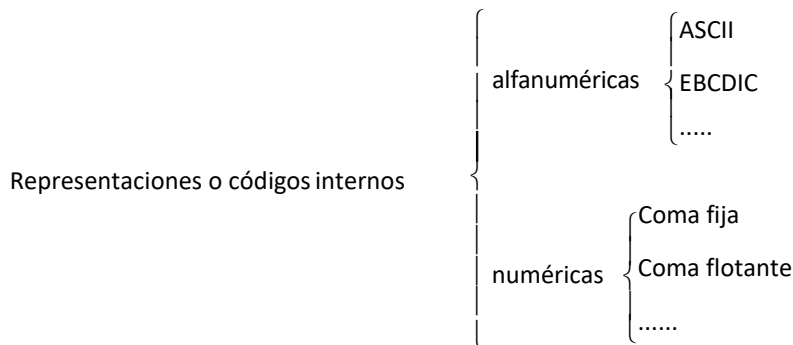 ASCII
alfanuméricas
EBCDIC
.....
Representaciones o códigos internos
Coma fija
numéricas
Coma flotante
......